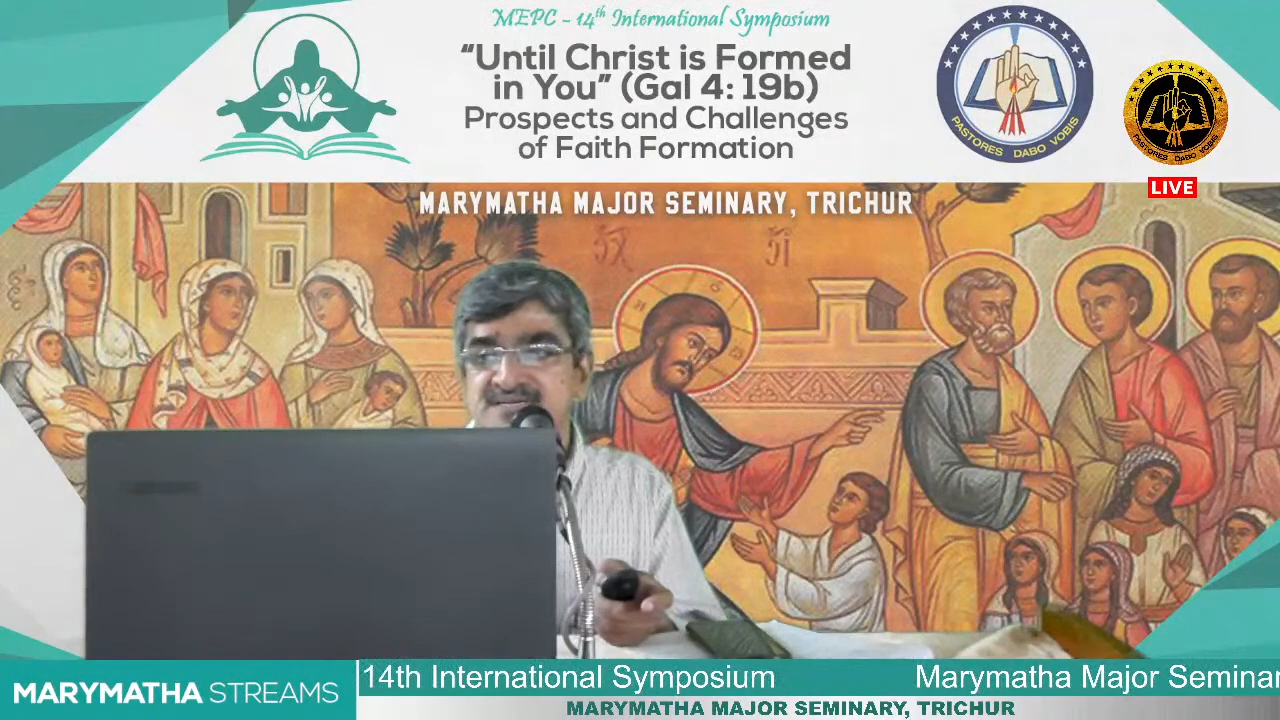 MEPC - 14th International Symposium
“Until Christ is Formed
in You” (Gal 4: 19b)
Prospects and Challenges
of Faith Formation
PASTORES DABO VOBIS
PASTORES DABO VOBIS
LIVE
MARYMATHA MAJOR SEMINARY, TRICHUR
14th International Symposium
Marymatha Major Seminar
MARYMATHA STREAMS
MARYMATHA MAJOR SEMINARY, TRICHUR